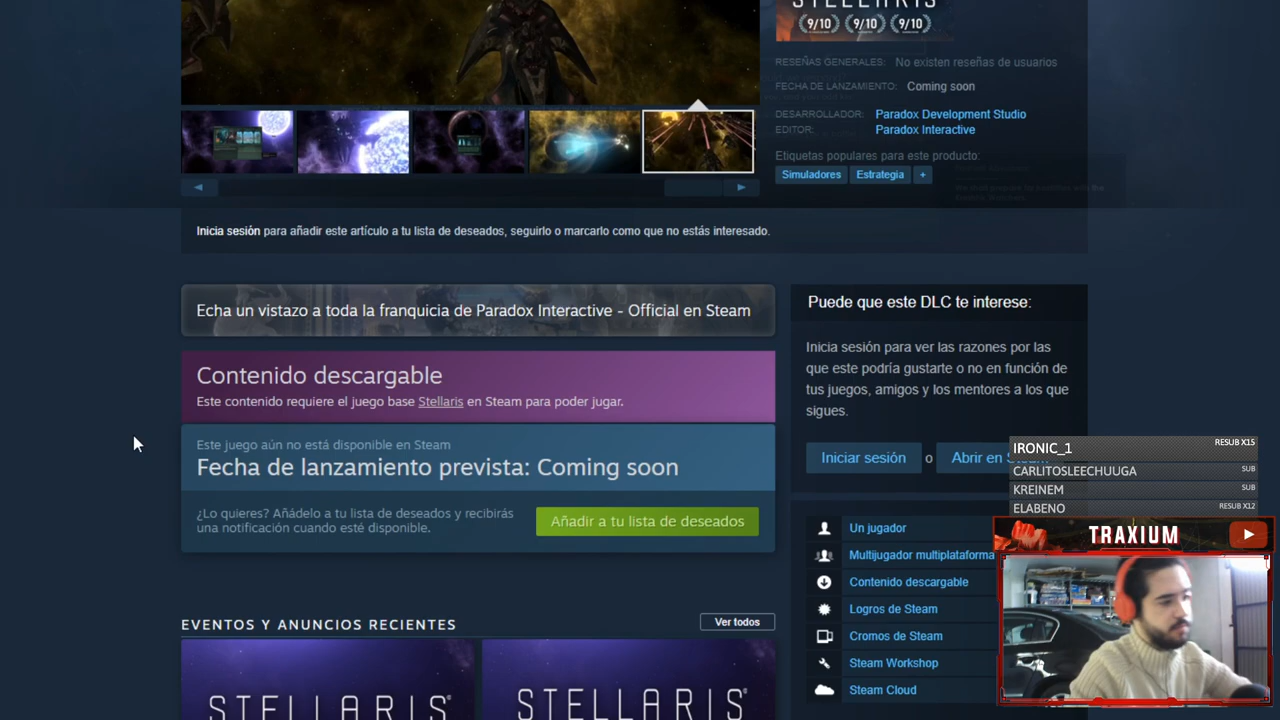 STELLARIS
9/10 9/10 9/10
RESEÑAS GENERALES: No existen reseñas de usuarios
FECHA DE LANZAMIENTO: Coming soon
DESARROLLADOR: Paradox Development Studio
EDITOR: Paradox Interactive
Etiquetas populares para este producto:
Simuladores Estrategia +
Inicia sesión para añadir este artículo a tu lista de deseados, seguirlo o marcarlo como que no estás interesado.
Echa un vistazo a toda la franquicia de Paradox Interactive - Official en Steam
Contenido descargable
Este contenido requiere el juego base Stellaris en Steam para poder jugar.
Este juego aún no está disponible en Steam
Fecha de lanzamiento prevista: Coming soon
¿Lo quieres? Añádelo a tu lista de deseados y recibirás
una notificación cuando esté disponible.
Añadir a tu lista de deseados
EVENTOS Y ANUNCIOS RECIENTES
Ver todos
STELLARIS
STELLARIS
Puede que este DLC te interese:
Inicia sesión para ver las razones por las
que este podría gustarte o no en función de
tus juegos, amigos y los mentores a los que
sigues.
Iniciar sesión o Abrir en
Un jugador
Multijugador multiplataforma
Contenido descargable
Logros de Steam
Cromos de Steam
Steam Workshop
Steam Cloud
IRONIC_1 RESUB X15
CARLITOSLEECHUUGA SUB
KREINEM SUB
ELABENO RESUB X12
TRAXIUM